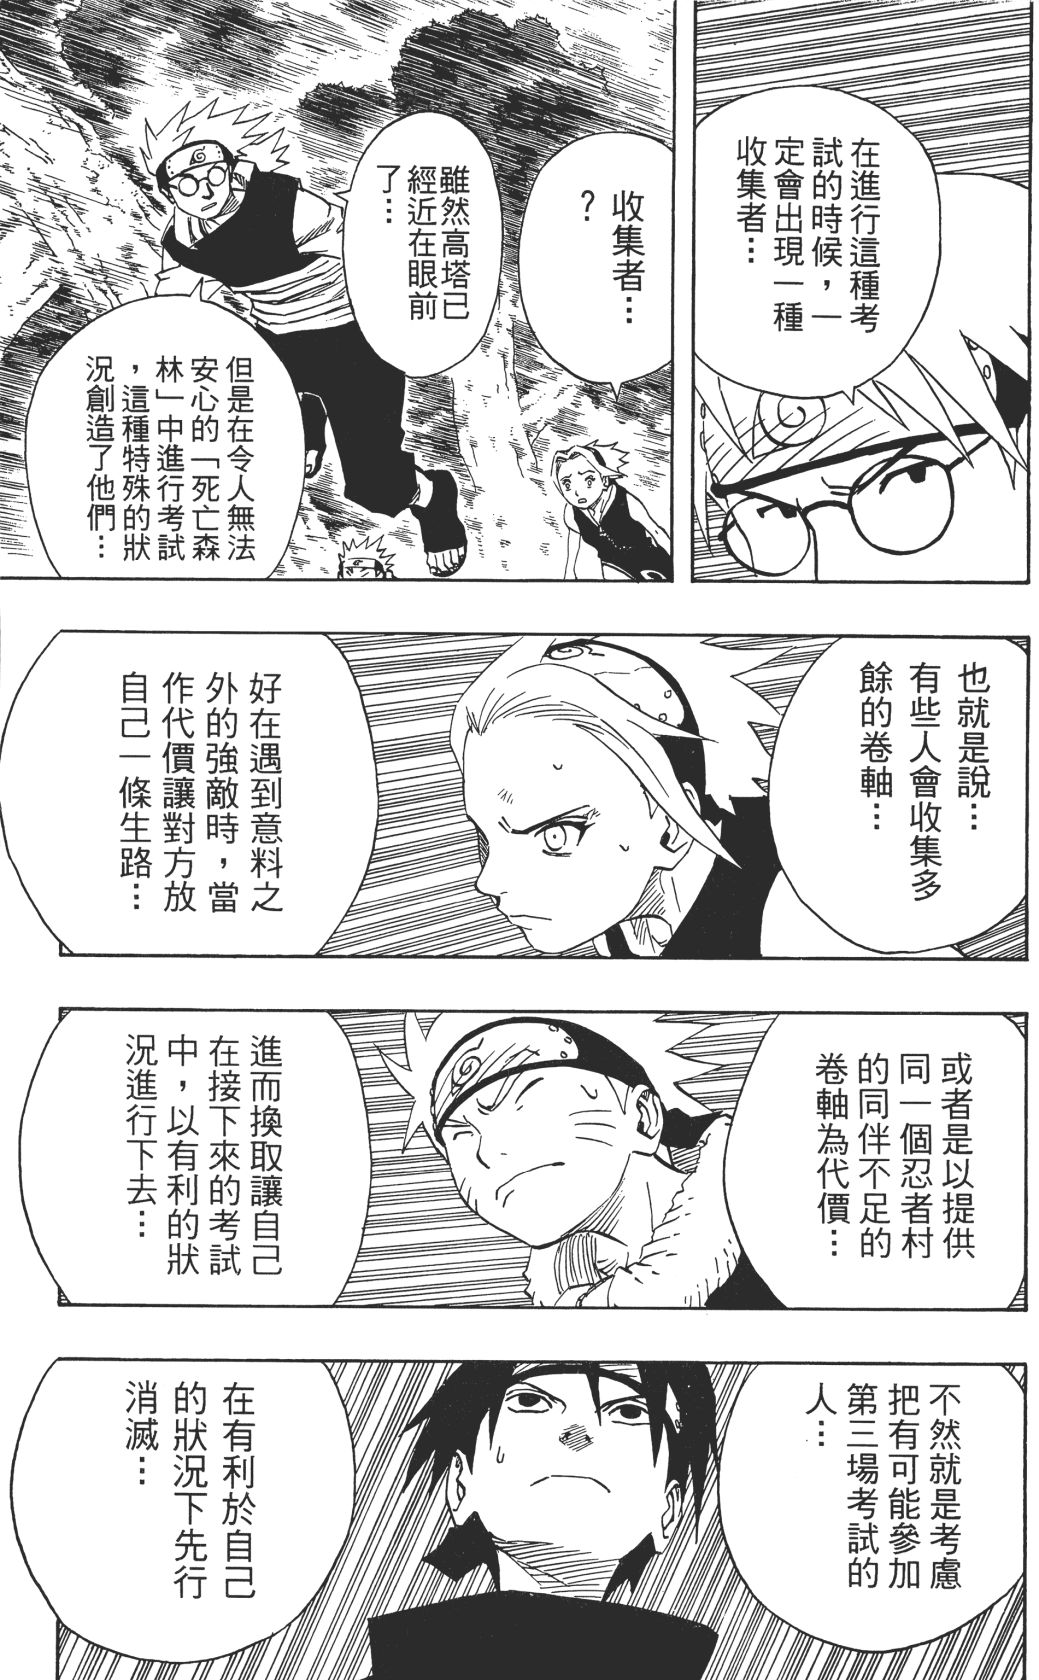 在進行這種考
試的時候，一
定會出現一種
收集者…
收集者…
？
雖然高塔已
經近在眼前
了…
但是在令人無法
安心的「死亡森
林」中進行考試
，這種特殊的狀
況創造了他們…
也就是說…
有些人會收集多
餘的卷軸…
好在遇到意料之
外的強敵時，當
作代價讓對方放
自己一條生路…
或者是以提供
同一個忍者村
的同伴不足的
卷軸為代價…
進而換取讓自己
在接下來的考試
中，以有利的狀
況進行下去…
不然就是考慮
把有可能參加
第三場考試的
人…
在有利於自己
的狀況下先行
消滅…